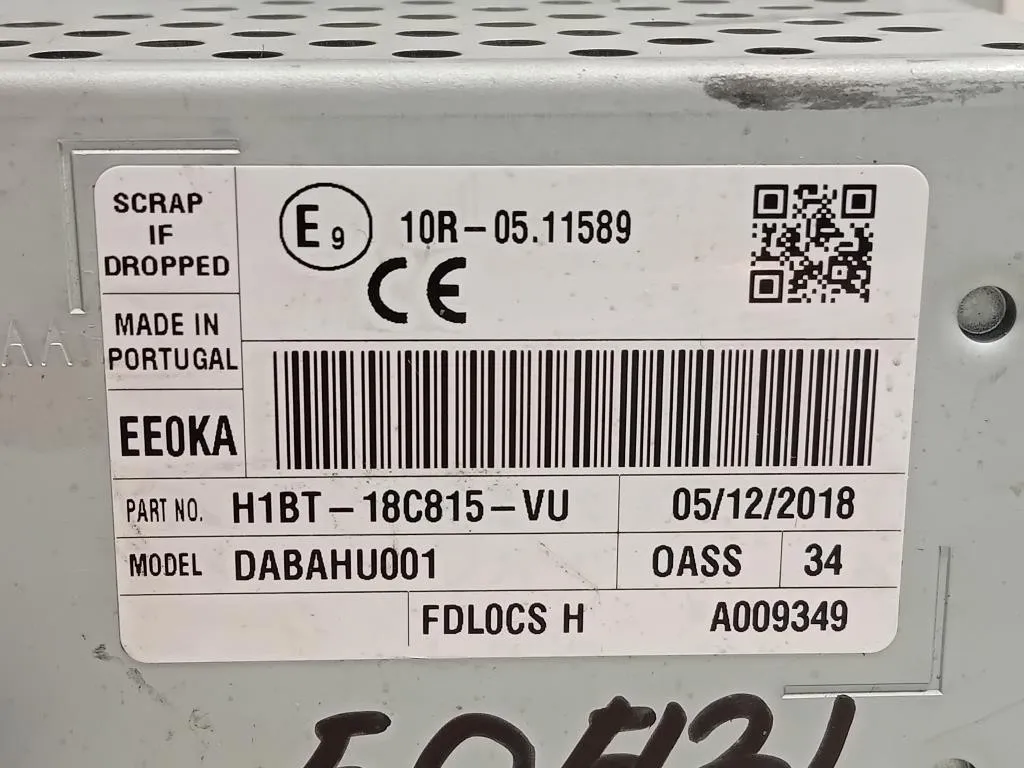 SCRAP
IF
DROPPED
MADE IN
PORTUGAL
EE0KA
E9 10R-05.11589
CE
PART NO. H1BT-18C815-VU 05/12/2018
MODEL DABAHU001 OASS 34
FDL0CS H A009349